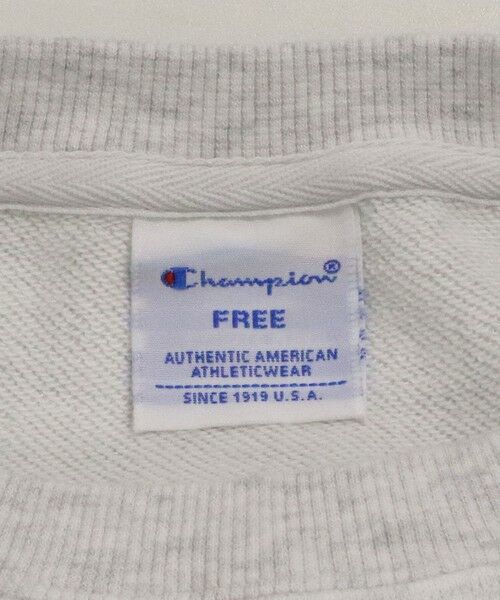 Champion®
FREE
AUTHENTIC AMERICAN
ATHLETICWEAR
SINCE 1919 U.S.A.